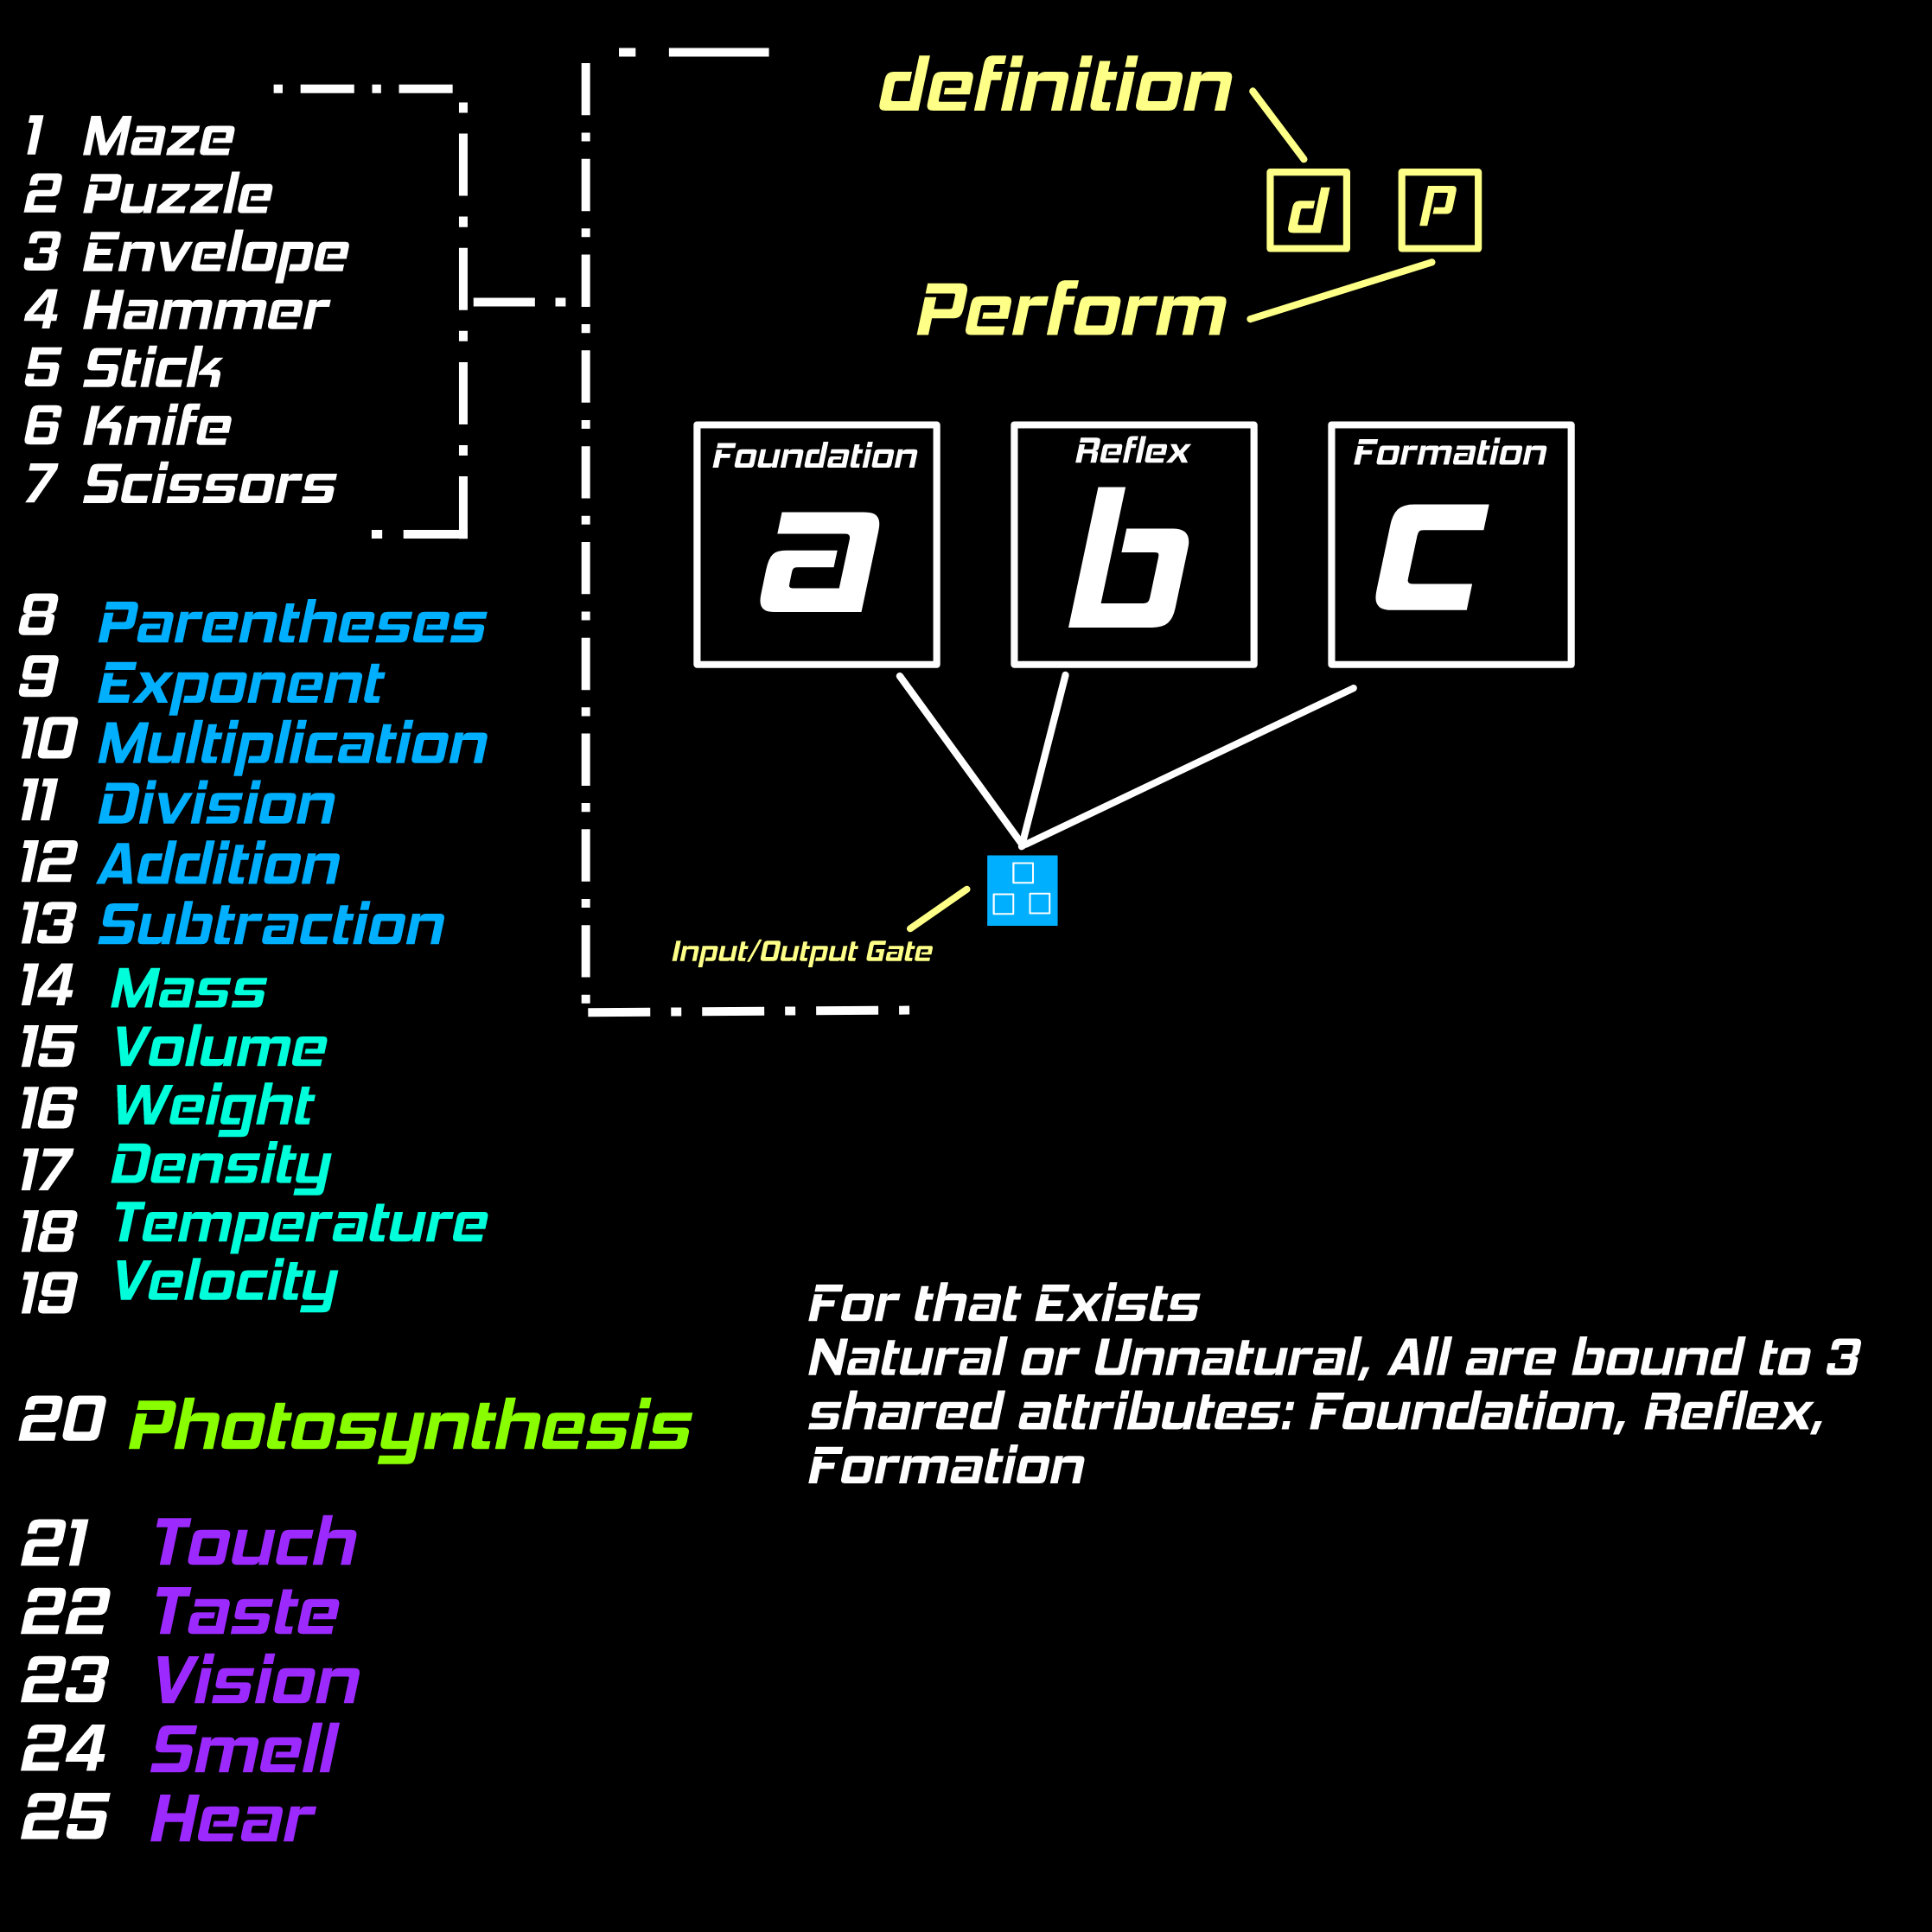 1 Maze
2 Puzzle
3 Envelope
4 Hammer
5 Stick
6 Knife
7 Scissors
8 Parentheses
9 Exponent
10 Multiplication
11 Division
12 Addition
13 Subtraction
14 Mass
15 Volume
16 Weight
17 Density
18 Temperature
19 Velocity
20 Photosynthesis
21 Touch
22 Taste
23 Vision
24 Smell
25 Hear
definition
d P
Perform
Foundation Reflex Formation
a b c
Input/Output Gate
For that Exists
Natural or Unnatural, All are bound to 3
shared attributes: Foundation, Reflex,
Formation